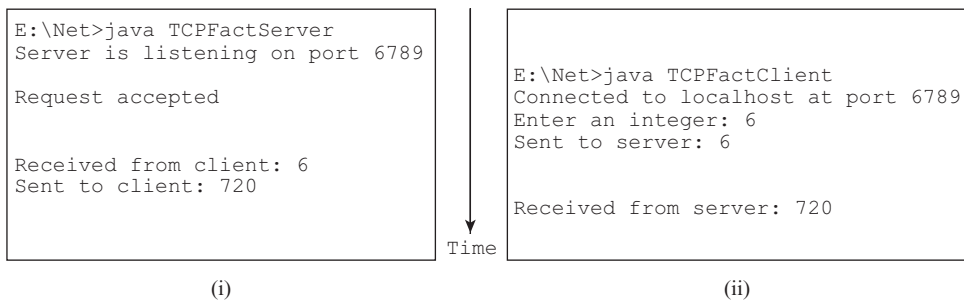 E:\Net>java TCPFactServer
Server is listening on port 6789
Request accepted
Received from client: 6
Sent to client: 720
Time
E:\Net>java TCPFactClient
Connected to localhost at port 6789
Enter an integer: 6
Sent to server: 6
Received from server: 720
(i)
(ii)